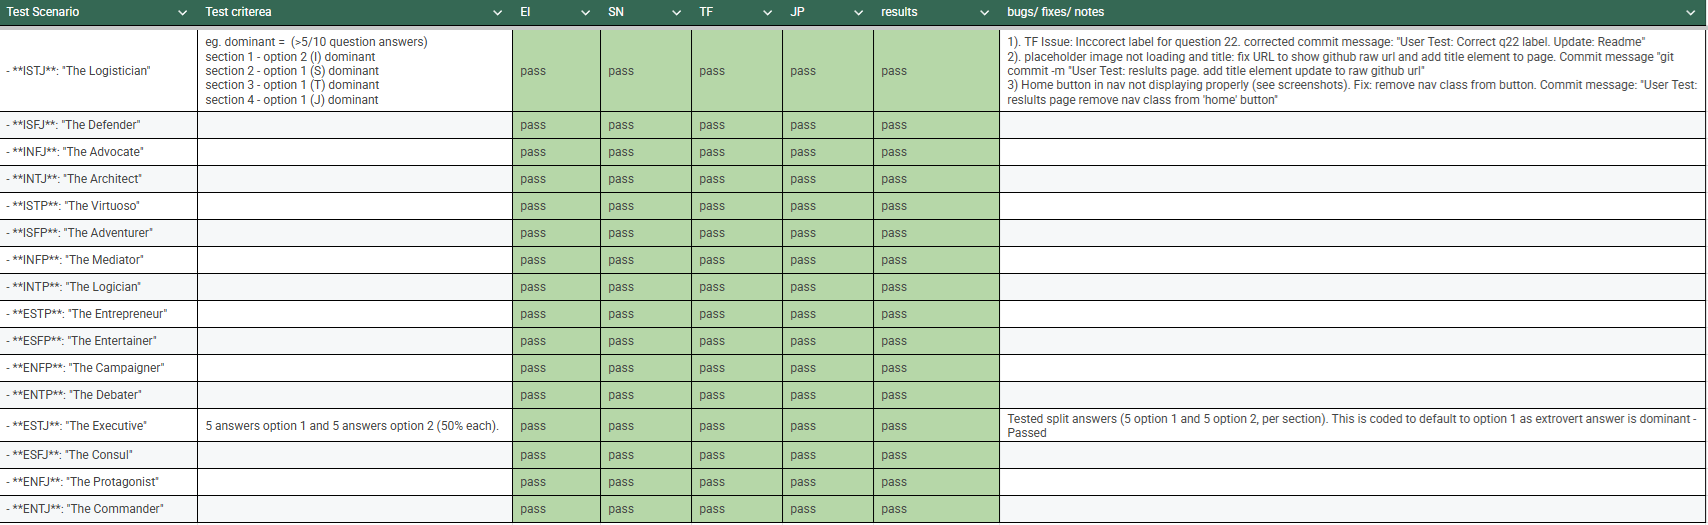 Test Scenario Test criterea EI SN TF JP results bugs/ fixes/ notes
- **ISTJ**: "The Logistician"
eg. dominant = (>5/10 question answers)
section 1 - option 2 (I) dominant
section 2 - option 1 (S) dominant
section 3 - option 1 (T) dominant
section 4 - option 1 (J) dominant
pass pass pass pass pass
1). TF Issue: Inccorect label for question 22. corrected commit message: "User Test: Correct q22 label. Update: Readme"
2). placeholder image not loading and title: fix URL to show github raw url and add title element to page. Commit message "git
commit -m "User Test: reslults page. add title element update to raw github url"
3) Home button in nav not displaying properly (see screenshots). Fix: remove nav class from button. Commit message: "User Test:
reslults page remove nav class from 'home' button"
- **ISFJ**: "The Defender" pass pass pass pass pass
- **INFJ**: "The Advocate" pass pass pass pass pass
- **INTJ**: "The Architect" pass pass pass pass pass
- **ISTP**: "The Virtuoso" pass pass pass pass pass
- **ISFP**: "The Adventurer" pass pass pass pass pass
- **INFP**: "The Mediator" pass pass pass pass pass
- **INTP**: "The Logician" pass pass pass pass pass
- **ESTP**: "The Entrepreneur" pass pass pass pass pass
- **ESFP**: "The Entertainer" pass pass pass pass pass
- **ENFP**: "The Campaigner" pass pass pass pass pass
- **ENTP**: "The Debater" pass pass pass pass pass
- **ESTJ**: "The Executive" 5 answers option 1 and 5 answers option 2 (50% each). pass pass pass pass pass
Tested split answers (5 option 1 and 5 option 2, per section). This is coded to default to option 1 as extrovert answer is dominant -
Passed
- **ESFJ**: "The Consul" pass pass pass pass pass
- **ENFJ**: "The Protagonist" pass pass pass pass pass
- **ENTJ**: "The Commander" pass pass pass pass pass